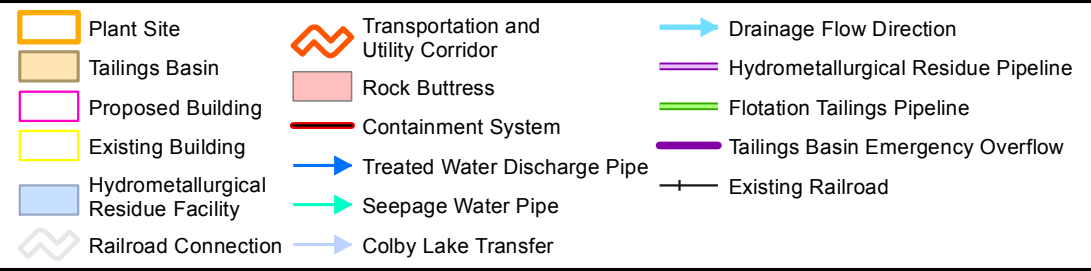 Plant Site
Tailings Basin
Proposed Building
Existing Building
Hydrometallurgical
Residue Facility
Railroad Connection
Transportation and
Utility Corridor
Rock Buttress
Containment System
Treated Water Discharge Pipe
Seepage Water Pipe
Colby Lake Transfer
Drainage Flow Direction
Hydrometallurgical Residue Pipeline
Flotation Tailings Pipeline
Tailings Basin Emergency Overflow
Existing Railroad